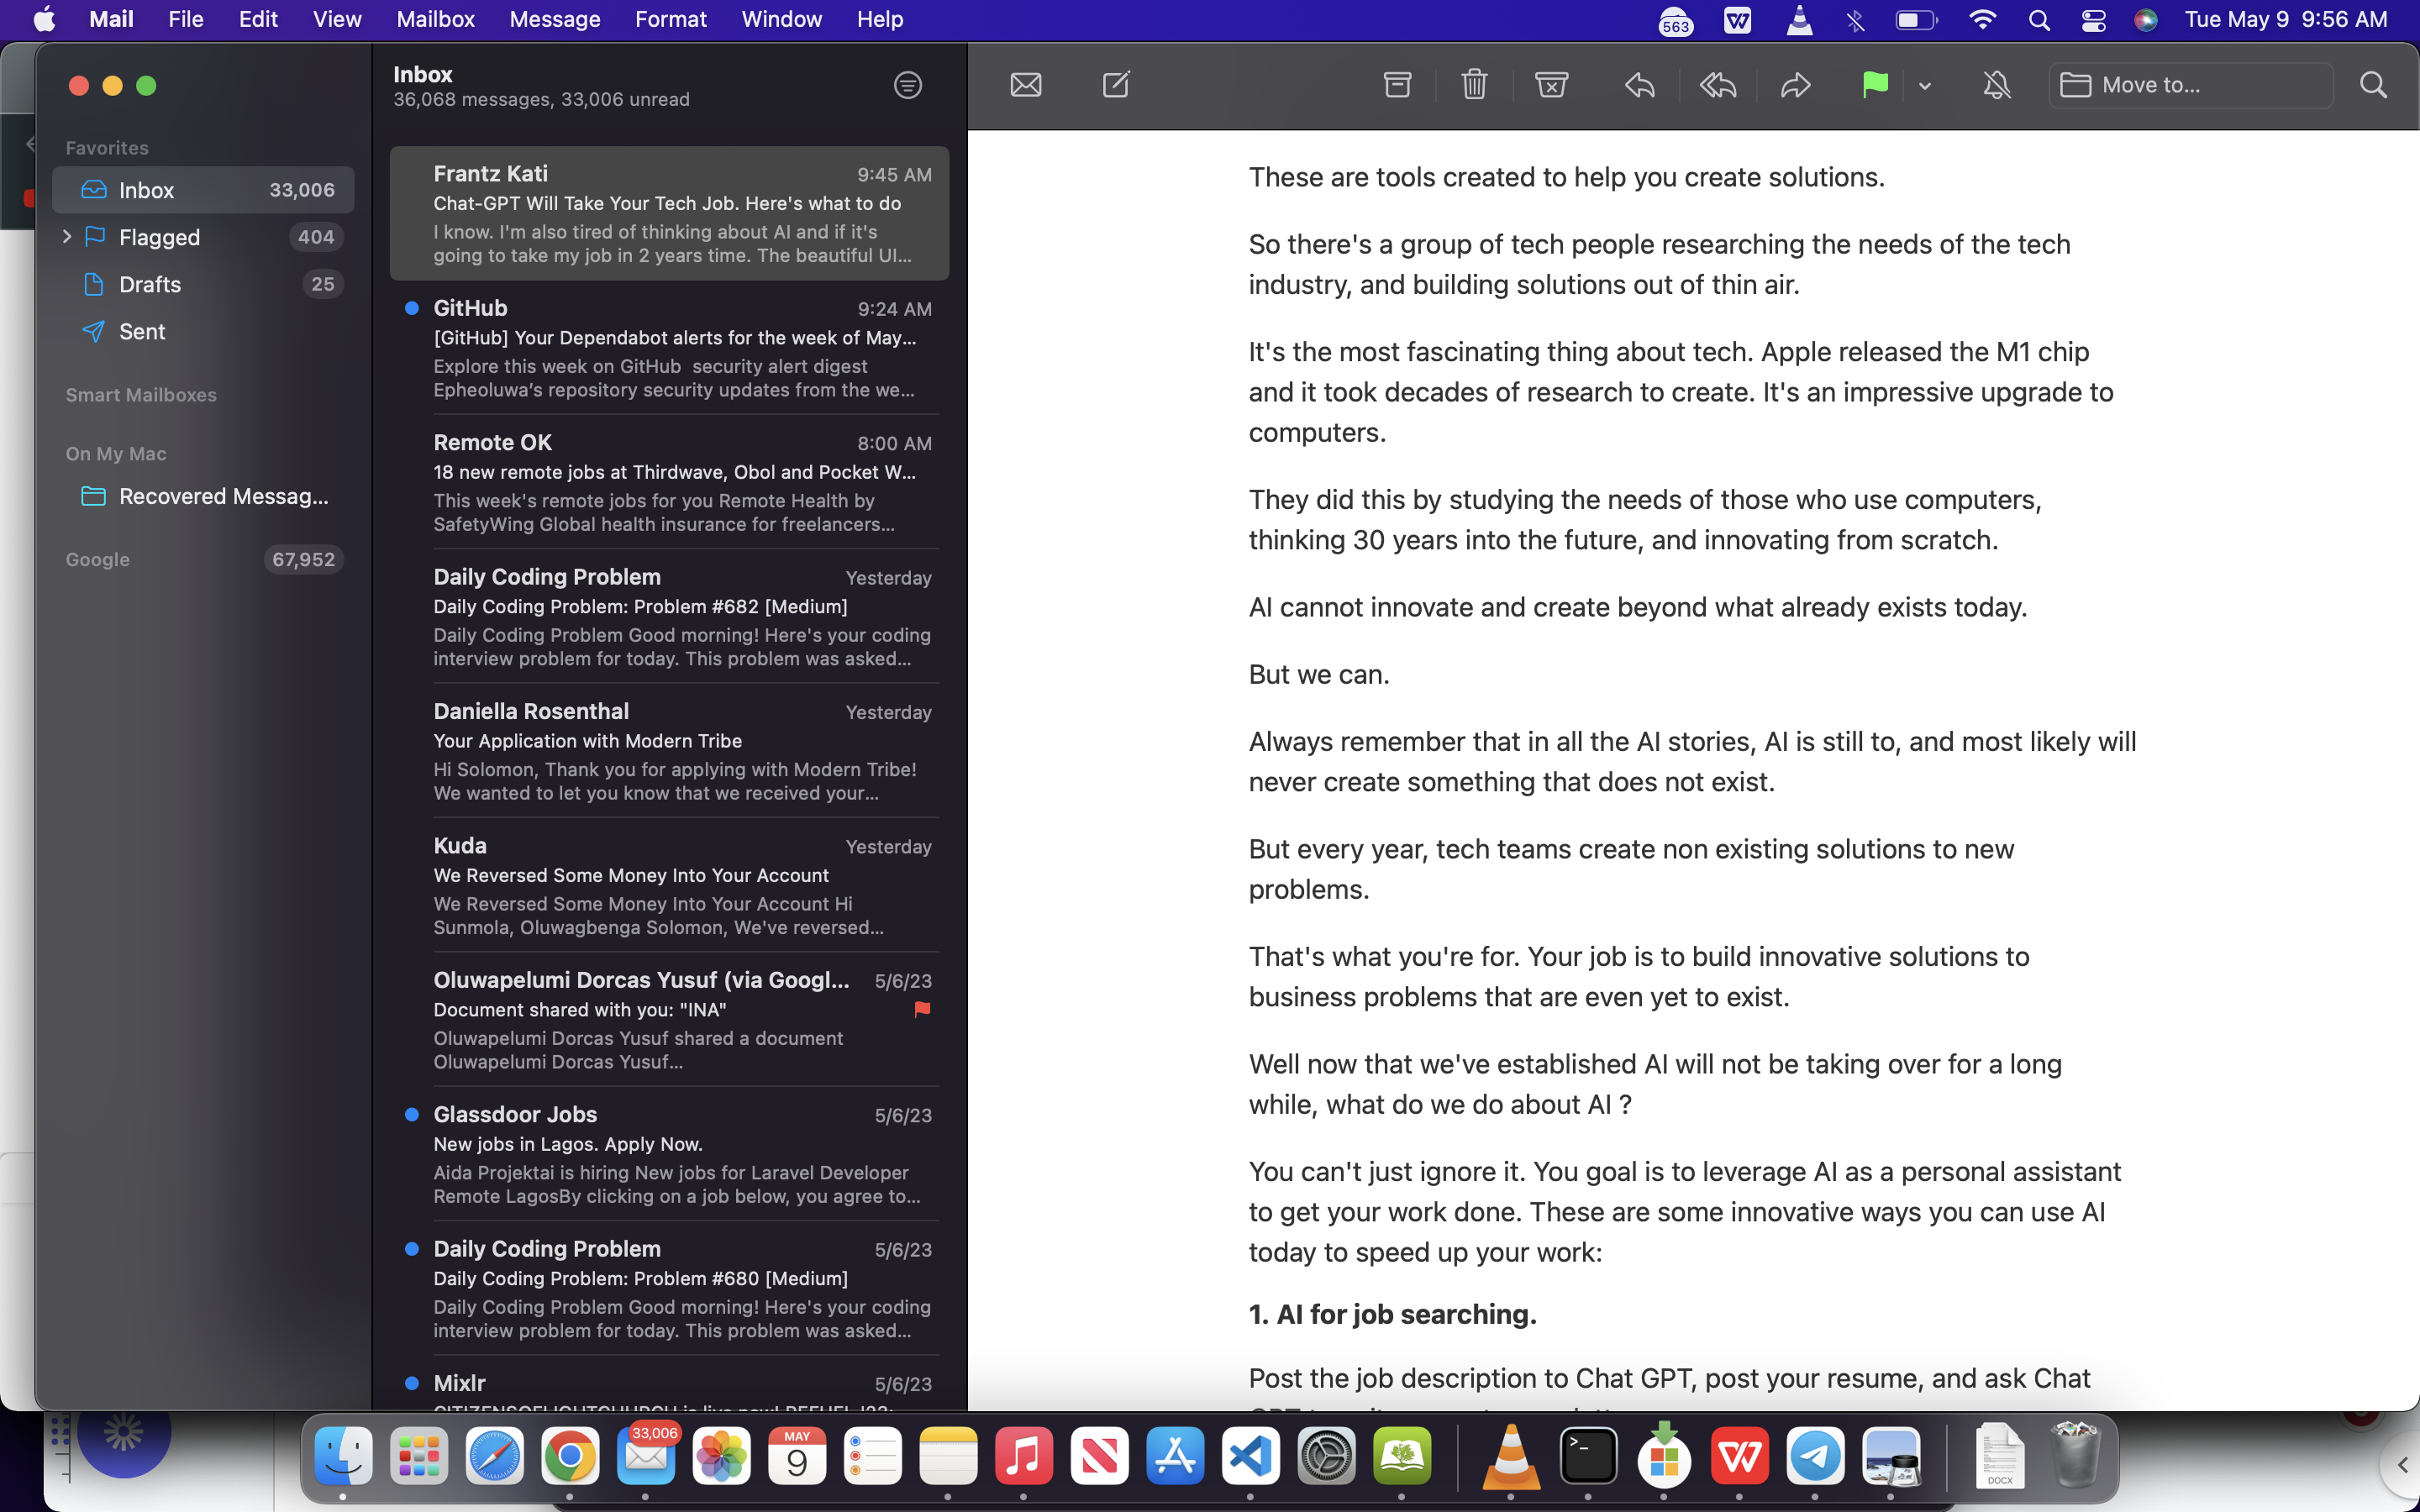 Mail File Edit View Mailbox Message Format Window Help
563
Tue May 9 9:56 AM
Inbox
36,068 messages, 33,006 unread
Move to...
Favorites
Inbox 33,006
Flagged 404
Drafts 25
Sent
Smart Mailboxes
On My Mac
Recovered Messag...
Google 67,952
Frantz Kati 9:45 AM
Chat-GPT Will Take Your Tech Job. Here's what to do
I know. I'm also tired of thinking about AI and if it's
going to take my job in 2 years time. The beautiful UI...
GitHub 9:24 AM
[GitHub] Your Dependabot alerts for the week of May...
Explore this week on GitHub security alert digest
Epheoluwa’s repository security updates from the we...
Remote OK 8:00 AM
18 new remote jobs at Thirdwave, Obol and Pocket W...
This week's remote jobs for you Remote Health by
SafetyWing Global health insurance for freelancers...
Daily Coding Problem Yesterday
Daily Coding Problem: Problem #682 [Medium]
Daily Coding Problem Good morning! Here's your coding
interview problem for today. This problem was asked...
Daniella Rosenthal Yesterday
Your Application with Modern Tribe
Hi Solomon, Thank you for applying with Modern Tribe!
We wanted to let you know that we received your...
Kuda Yesterday
We Reversed Some Money Into Your Account
We Reversed Some Money Into Your Account Hi
Sunmola, Oluwagbenga Solomon, We've reversed...
Oluwapelumi Dorcas Yusuf (via Googl... 5/6/23
Document shared with you: "INA"
Oluwapelumi Dorcas Yusuf shared a document
Oluwapelumi Dorcas Yusuf...
Glassdoor Jobs 5/6/23
New jobs in Lagos. Apply Now.
Aida Projektai is hiring New jobs for Laravel Developer
Remote LagosBy clicking on a job below, you agree to...
Daily Coding Problem 5/6/23
Daily Coding Problem: Problem #680 [Medium]
Daily Coding Problem Good morning! Here's your coding
interview problem for today. This problem was asked...
Mixlr 5/6/23
These are tools created to help you create solutions.
So there's a group of tech people researching the needs of the tech
industry, and building solutions out of thin air.
It's the most fascinating thing about tech. Apple released the M1 chip
and it took decades of research to create. It's an impressive upgrade to
computers.
They did this by studying the needs of those who use computers,
thinking 30 years into the future, and innovating from scratch.
AI cannot innovate and create beyond what already exists today.
But we can.
Always remember that in all the AI stories, AI is still to, and most likely will
never create something that does not exist.
But every year, tech teams create non existing solutions to new
problems.
That's what you're for. Your job is to build innovative solutions to
business problems that are even yet to exist.
Well now that we've established AI will not be taking over for a long
while, what do we do about AI ?
You can't just ignore it. You goal is to leverage AI as a personal assistant
to get your work done. These are some innovative ways you can use AI
today to speed up your work:
1. AI for job searching.
Post the job description to Chat GPT, post your resume, and ask Chat
33,006
MAY
9
DOCX